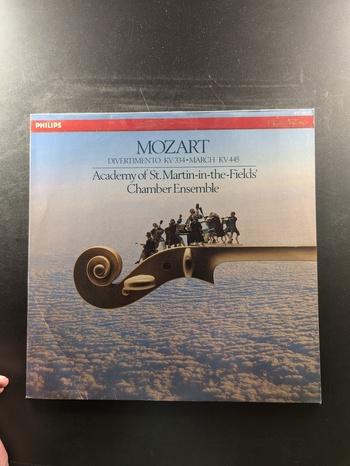 PHILIPS
MOZART
DIVERTIMENTO KV 334 • MARCH KV 445
Academy of St. Martin-in-the-Fields'
Chamber Ensemble